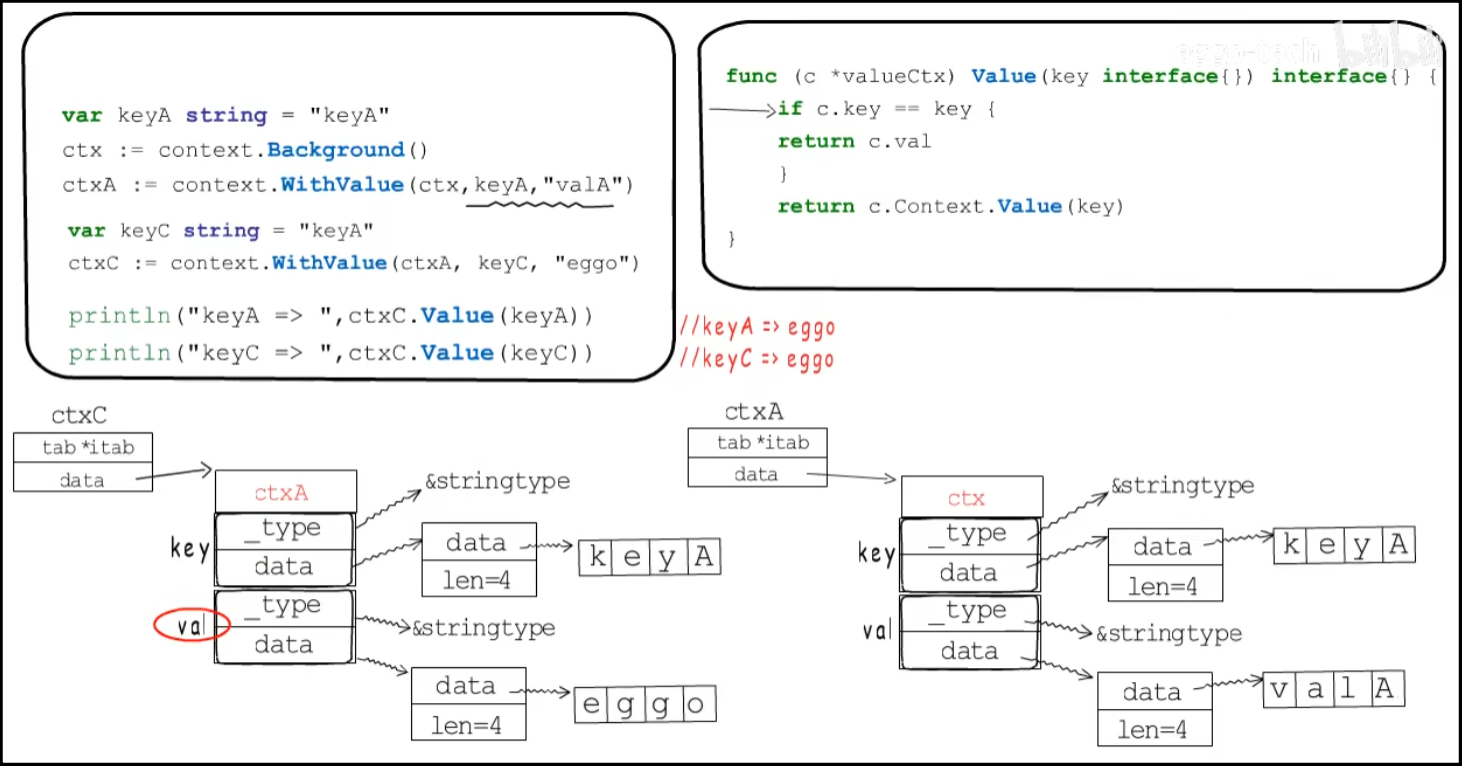 eggo-tech bilibili
var keyA string = "keyA"
ctx := context.Background()
ctxA := context.WithValue(ctx,keyA,"valA")
var keyC string = "keyA"
ctxC := context.WithValue(ctxA, keyC, "eggo")
println("keyA => ",ctxC.Value(keyA))
println("keyC => ",ctxC.Value(keyC))
func (c *valueCtx) Value(key interface{}) interface{} {
if c.key == key {
return c.val
}
return c.Context.Value(key)
}
//keyA => eggo
//keyC => eggo
ctxC
tab *itab
data
ctxA
key
_type
data
val
_type
data
&stringtype
data
len=4
k e y A
&stringtype
data
len=4
e g g o
ctxA
tab *itab
data
ctx
key
_type
data
val
_type
data
&stringtype
data
len=4
k e y A
&stringtype
data
len=4
v a l A